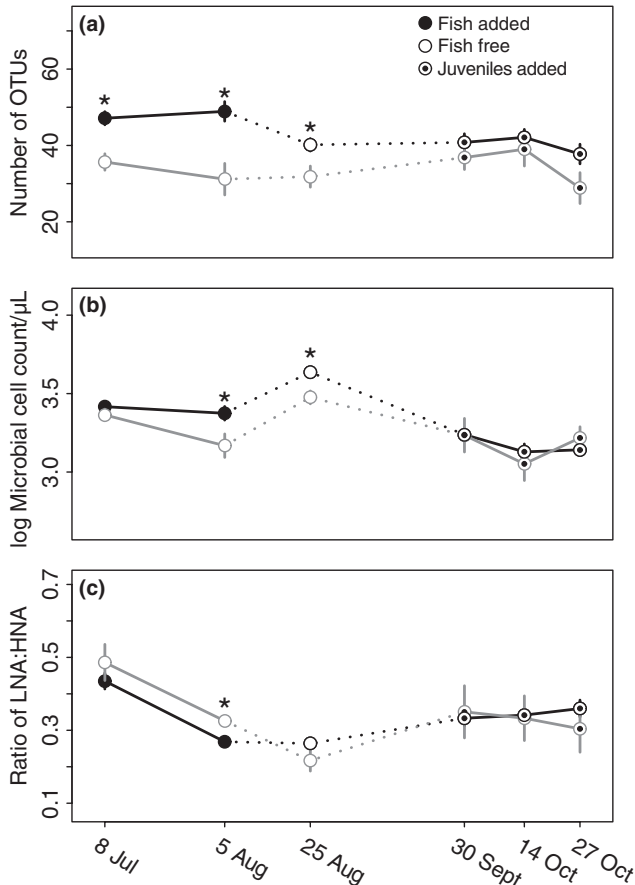 (a)
Fish added
Fish free
Juveniles added
Number of OTUs
60
40
20
* * *
(b)
log Microbial cell count/μL
4.0
3.5
3.0
* *
(c)
Ratio of LNA:HNA
0.7
0.5
0.3
0.1
*
8 Jul
5 Aug
25 Aug
30 Sept
14 Oct
27 Oct